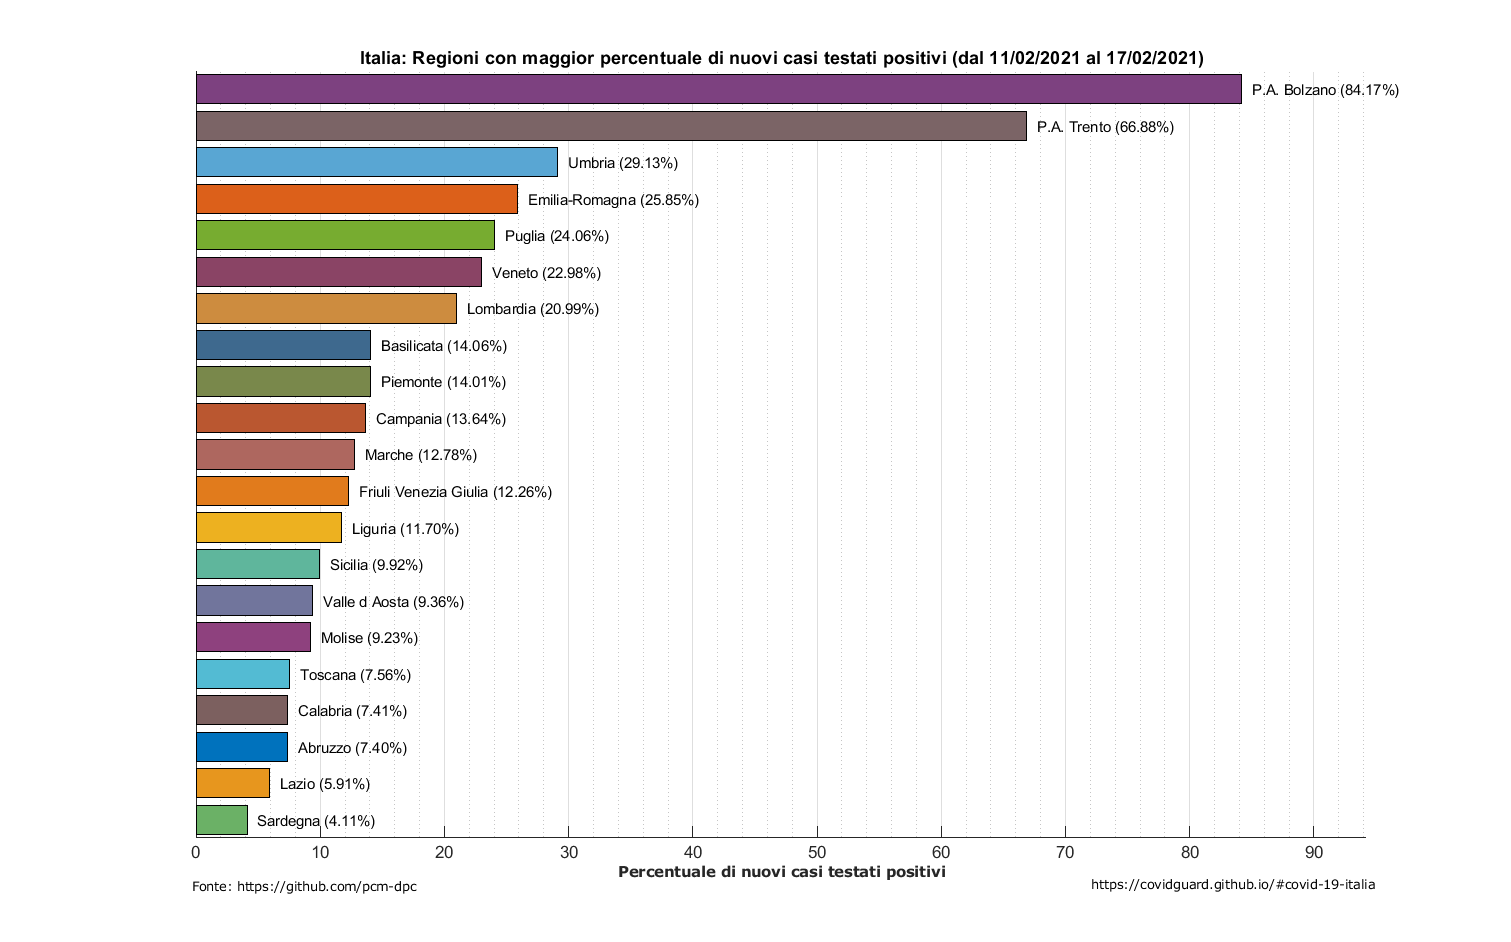 Italia: Regioni con maggior percentuale di nuovi casi testati positivi (dal 11/02/2021 al 17/02/2021)
P.A. Bolzano (84.17%)
P.A. Trento (66.88%)
Umbria (29.13%)
Emilia-Romagna (25.85%)
Puglia (24.06%)
Veneto (22.98%)
Lombardia (20.99%)
Basilicata (14.06%)
Piemonte (14.01%)
Campania (13.64%)
Marche (12.78%)
Friuli Venezia Giulia (12.26%)
Liguria (11.70%)
Sicilia (9.92%)
Valle d Aosta (9.36%)
Molise (9.23%)
Toscana (7.56%)
Calabria (7.41%)
Abruzzo (7.40%)
Lazio (5.91%)
Sardegna (4.11%)
0 10 20 30 40 50 60 70 80 90
Percentuale di nuovi casi testati positivi
Fonte: https://github.com/pcm-dpc
https://covidguard.github.io/#covid-19-italia